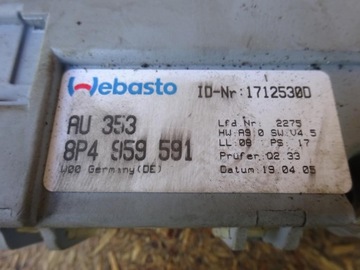 Webasto
ID-Nr:1712530D
AU 353
8P4 959 591
W00 Germany(DE)
Lfd Nr. 2275
HW:A9.0 SW:V4.5
LL:09 PS:17
Prüfer:02.33
Datum:19.04.05